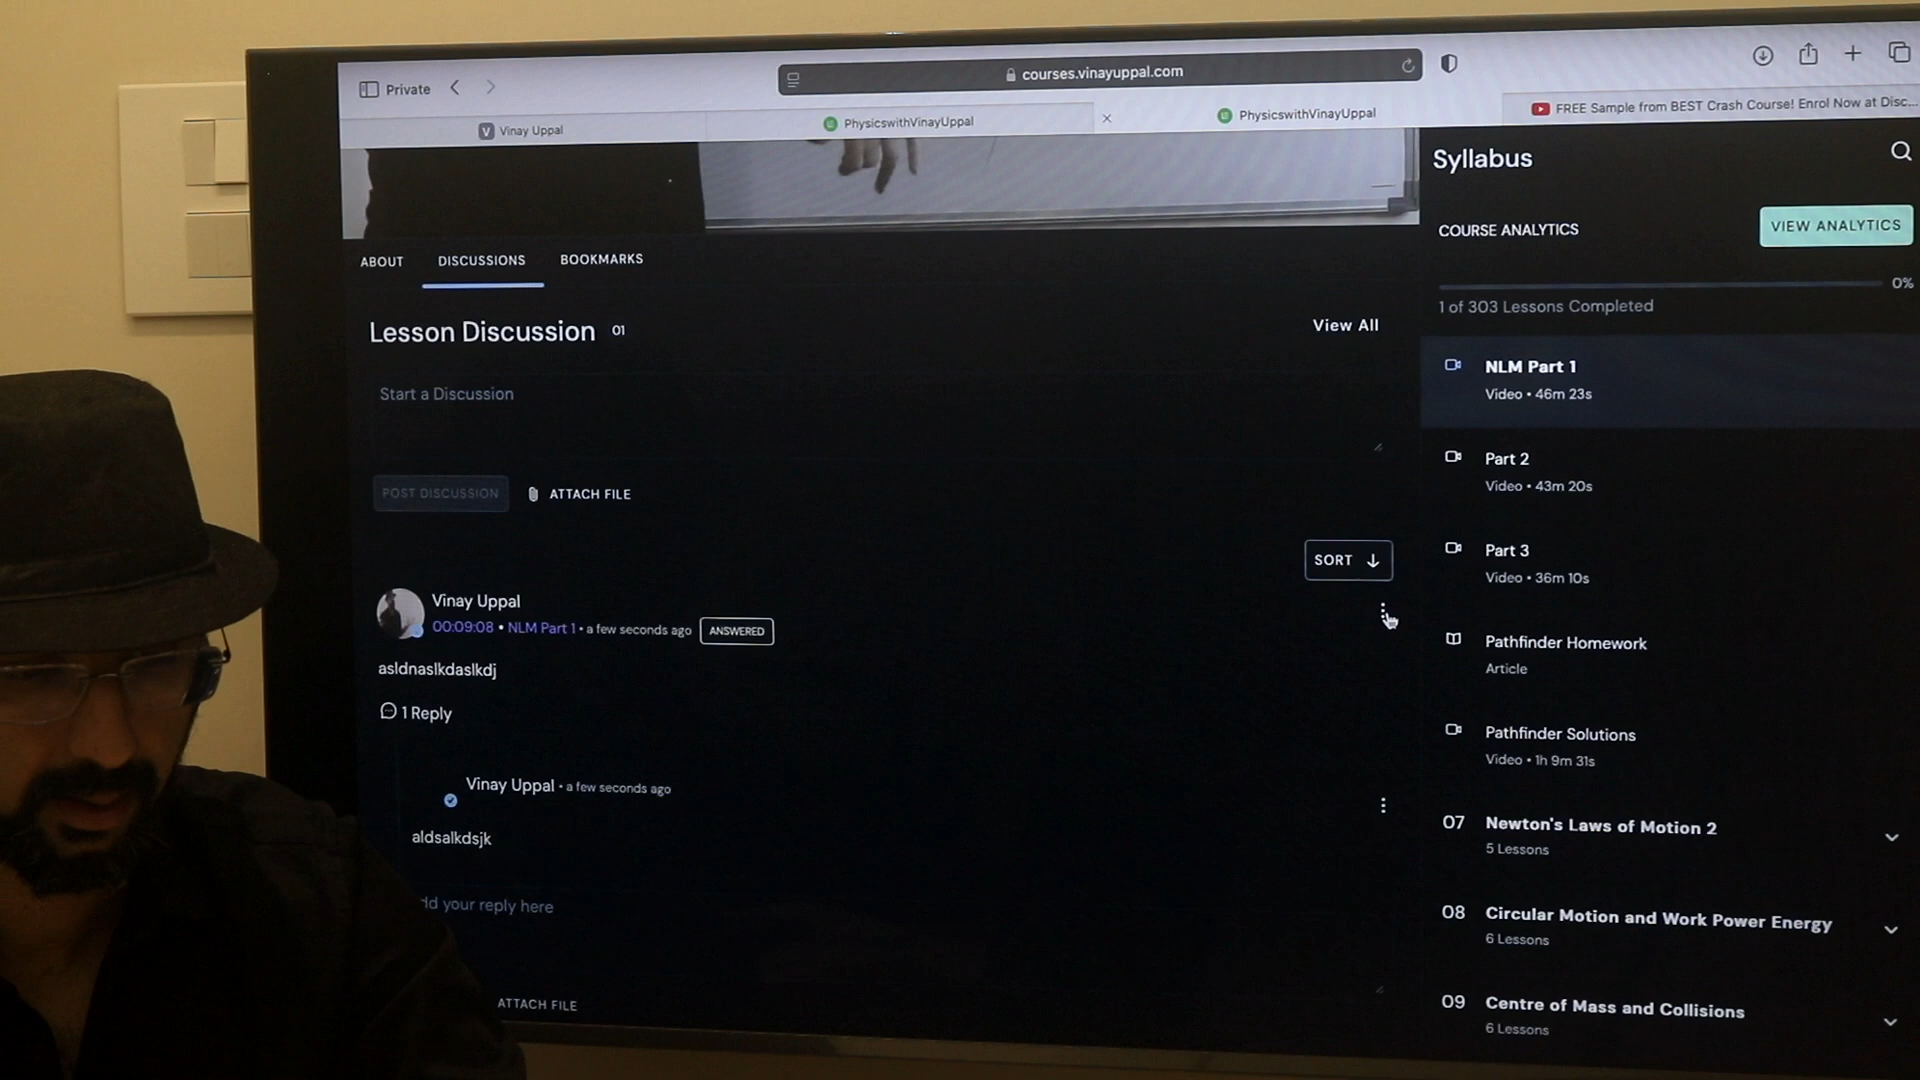 Private
courses.vinayuppal.com
Vinay Uppal
PhysicswithVinayUppal
PhysicswithVinayUppal
FREE Sample from BEST Crash Course! Enrol Now at Disc...
Syllabus
COURSE ANALYTICS
VIEW ANALYTICS
0%
1 of 303 Lessons Completed
NLM Part 1
Video • 46m 23s
Part 2
Video • 43m 20s
Part 3
Video • 36m 10s
Pathfinder Homework
Article
Pathfinder Solutions
Video • 1h 9m 31s
07 Newton's Laws of Motion 2
5 Lessons
08 Circular Motion and Work Power Energy
6 Lessons
09 Centre of Mass and Collisions
6 Lessons
ABOUT DISCUSSIONS BOOKMARKS
Lesson Discussion 01
View All
Start a Discussion
POST DISCUSSION
ATTACH FILE
SORT
Vinay Uppal
00:09:08 • NLM Part 1 • a few seconds ago ANSWERED
asldnaslkdaslkdj
1 Reply
Vinay Uppal • a few seconds ago
aldsalkdsjk
dd your reply here
ATTACH FILE